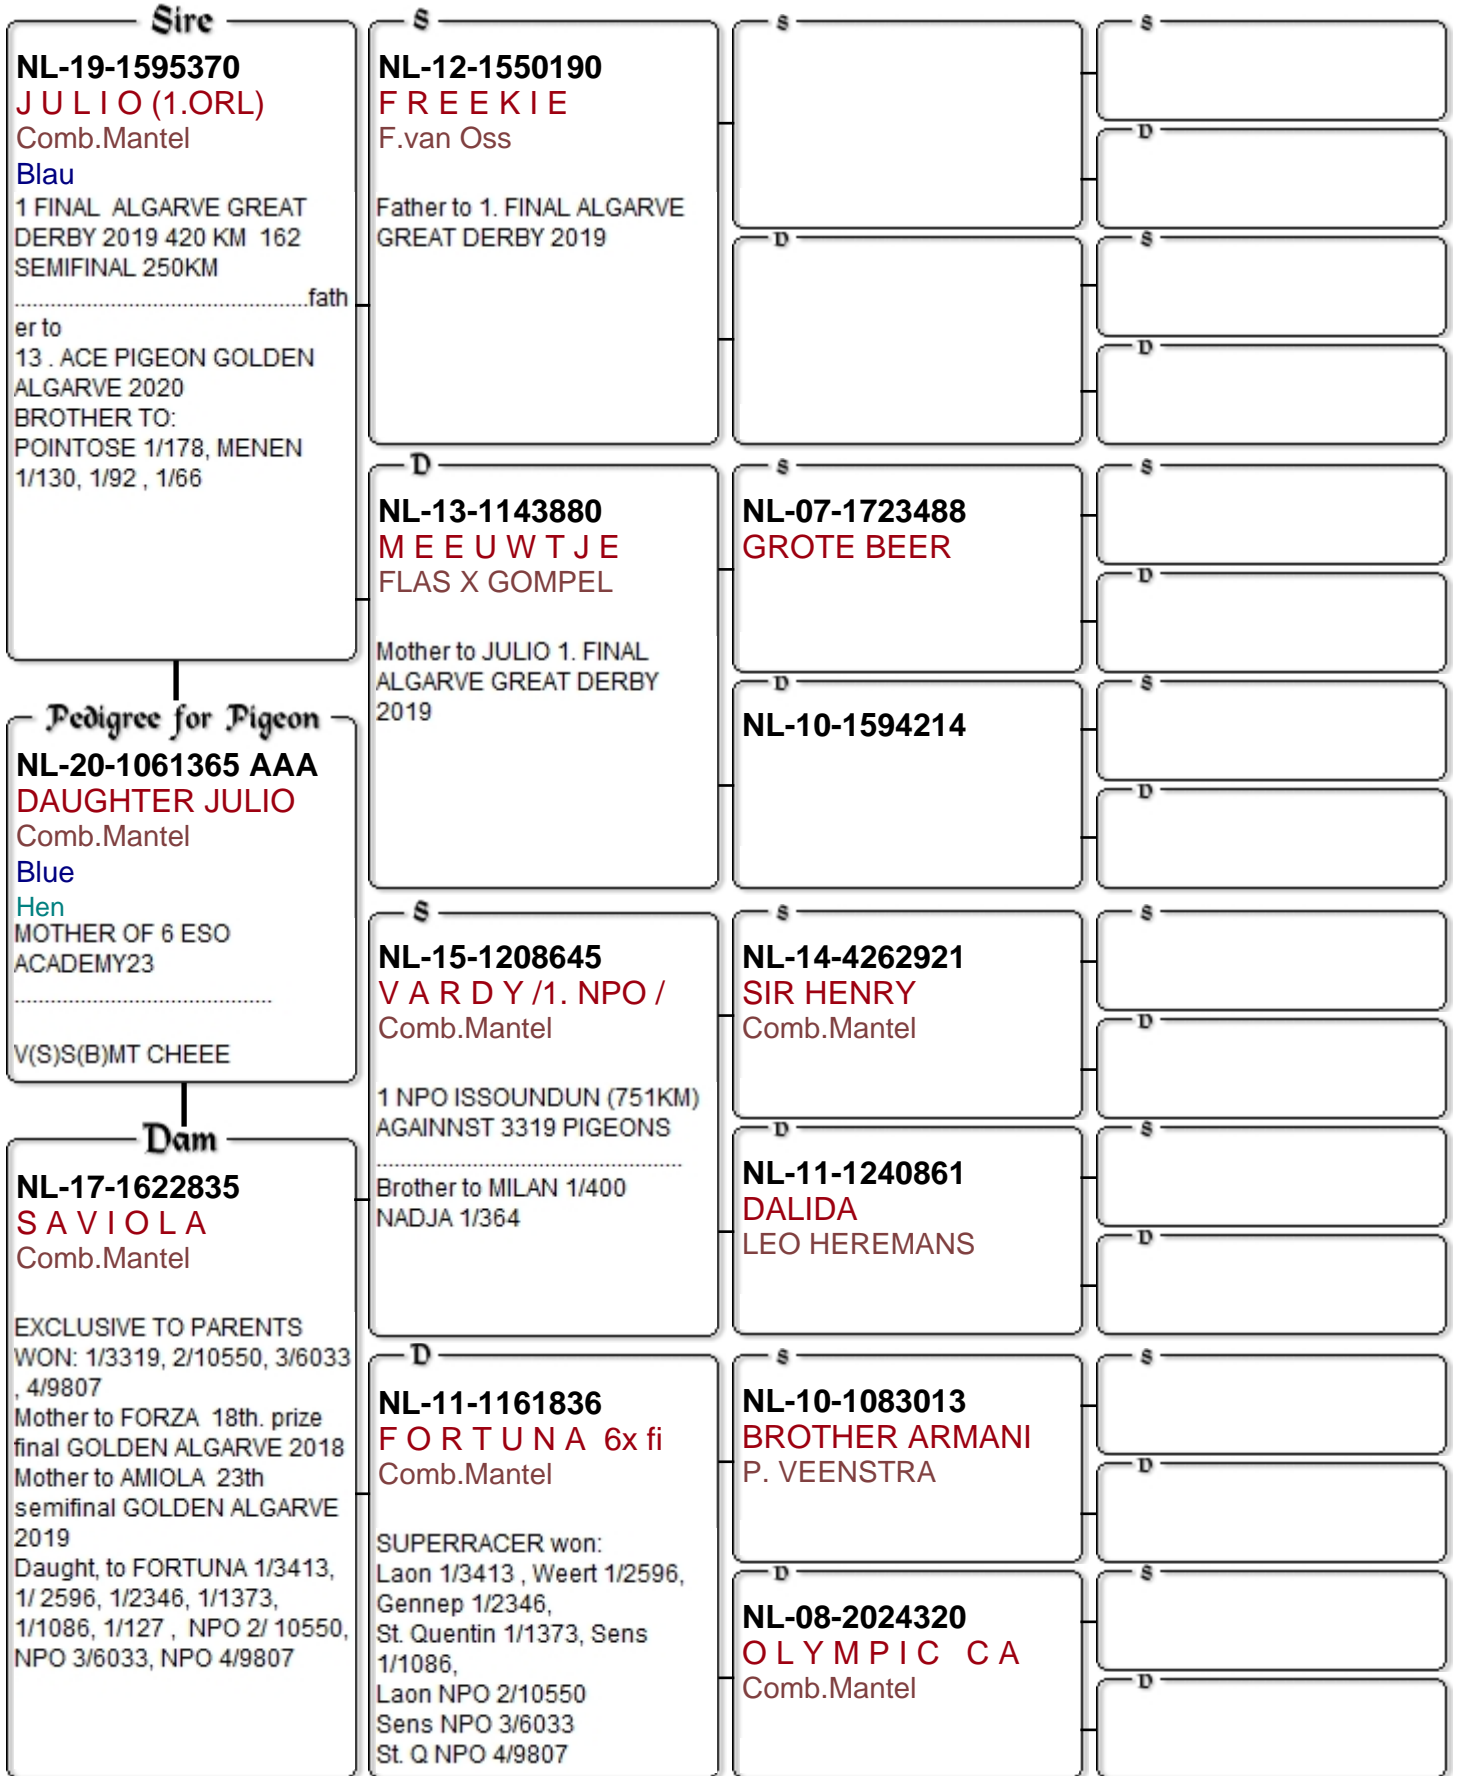 Sire
NL-19-1595370
J U L I O (1.ORL)
Comb.Mantel
Blau
1 FINAL ALGARVE GREAT
DERBY 2019 420 KM 162
SEMIFINAL 250KM
.................................................fath
er to
13 . ACE PIGEON GOLDEN
ALGARVE 2020
BROTHER TO:
POINTOSE 1/178, MENEN
1/130, 1/92 , 1/66
Pedigree for Pigeon
NL-20-1061365 AAA
DAUGHTER JULIO
Comb.Mantel
Blue
Hen
MOTHER OF 6 ESO
ACADEMY23
...........................................
V(S)S(B)MT CHEEE
Dam
NL-17-1622835
S A V I O L A
Comb.Mantel
EXCLUSIVE TO PARENTS
WON: 1/3319, 2/10550, 3/6033
, 4/9807
Mother to FORZA 18th. prize
final GOLDEN ALGARVE 2018
Mother to AMIOLA 23th
semifinal GOLDEN ALGARVE
2019
Daught, to FORTUNA 1/3413,
1/ 2596, 1/2346, 1/1373,
1/1086, 1/127 , NPO 2/ 10550,
NPO 3/6033, NPO 4/9807
S
NL-12-1550190
F R E E K I E
F.van Oss
Father to 1. FINAL ALGARVE
GREAT DERBY 2019
D
NL-13-1143880
M E E U W T J E
FLAS X GOMPEL
Mother to JULIO 1. FINAL
ALGARVE GREAT DERBY
2019
S
NL-15-1208645
V A R D Y /1. NPO /
Comb.Mantel
1 NPO ISSOUNDUN (751KM)
AGAINNST 3319 PIGEONS
...................................................
Brother to MILAN 1/400
NADJA 1/364
D
NL-11-1161836
F O R T U N A 6x fi
Comb.Mantel
SUPERRACER won:
Laon 1/3413 , Weert 1/2596,
Gennep 1/2346,
St. Quentin 1/1373, Sens
1/1086,
Laon NPO 2/10550
Sens NPO 3/6033
St. Q NPO 4/9807
S
D
S
NL-07-1723488
GROTE BEER
D
NL-10-1594214
S
NL-14-4262921
SIR HENRY
Comb.Mantel
D
NL-11-1240861
DALIDA
LEO HEREMANS
S
NL-10-1083013
BROTHER ARMANI
P. VEENSTRA
D
NL-08-2024320
O L Y M P I C C A
Comb.Mantel
S
D
S
D
S
D
S
D
S
D
S
D
S
D
S
D